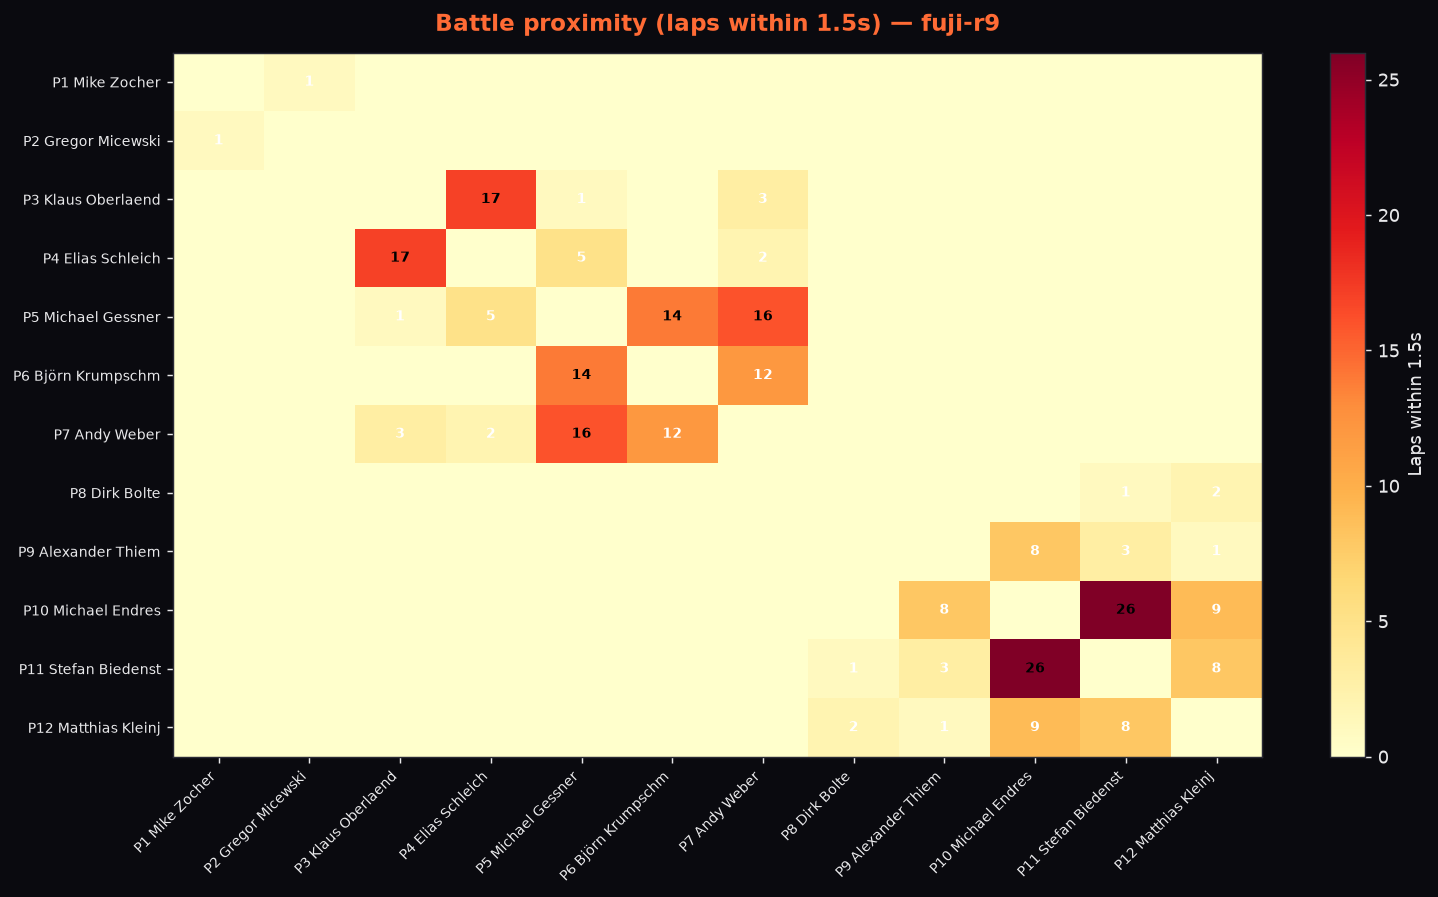 Battle proximity (laps within 1.5s) — fuji-r9
P1 Mike Zocher 1
P2 Gregor Micewski 1
P3 Klaus Oberlaend 17 1 3
P4 Elias Schleich 17 5 2
P5 Michael Gessner 1 5 14 16
P6 Björn Krumpschm 14 12
P7 Andy Weber 3 2 16 12
P8 Dirk Bolte 1 2
P9 Alexander Thiem 8 3 1
P10 Michael Endres 8 26 9
P11 Stefan Biedenst 1 3 26 8
P12 Matthias Kleinj 2 1 9 8
P1 Mike Zocher
P2 Gregor Micewski
P3 Klaus Oberlaend
P4 Elias Schleich
P5 Michael Gessner
P6 Björn Krumpschm
P7 Andy Weber
P8 Dirk Bolte
P9 Alexander Thiem
P10 Michael Endres
P11 Stefan Biedenst
P12 Matthias Kleinj
25
20
15
10
5
0
Laps within 1.5s